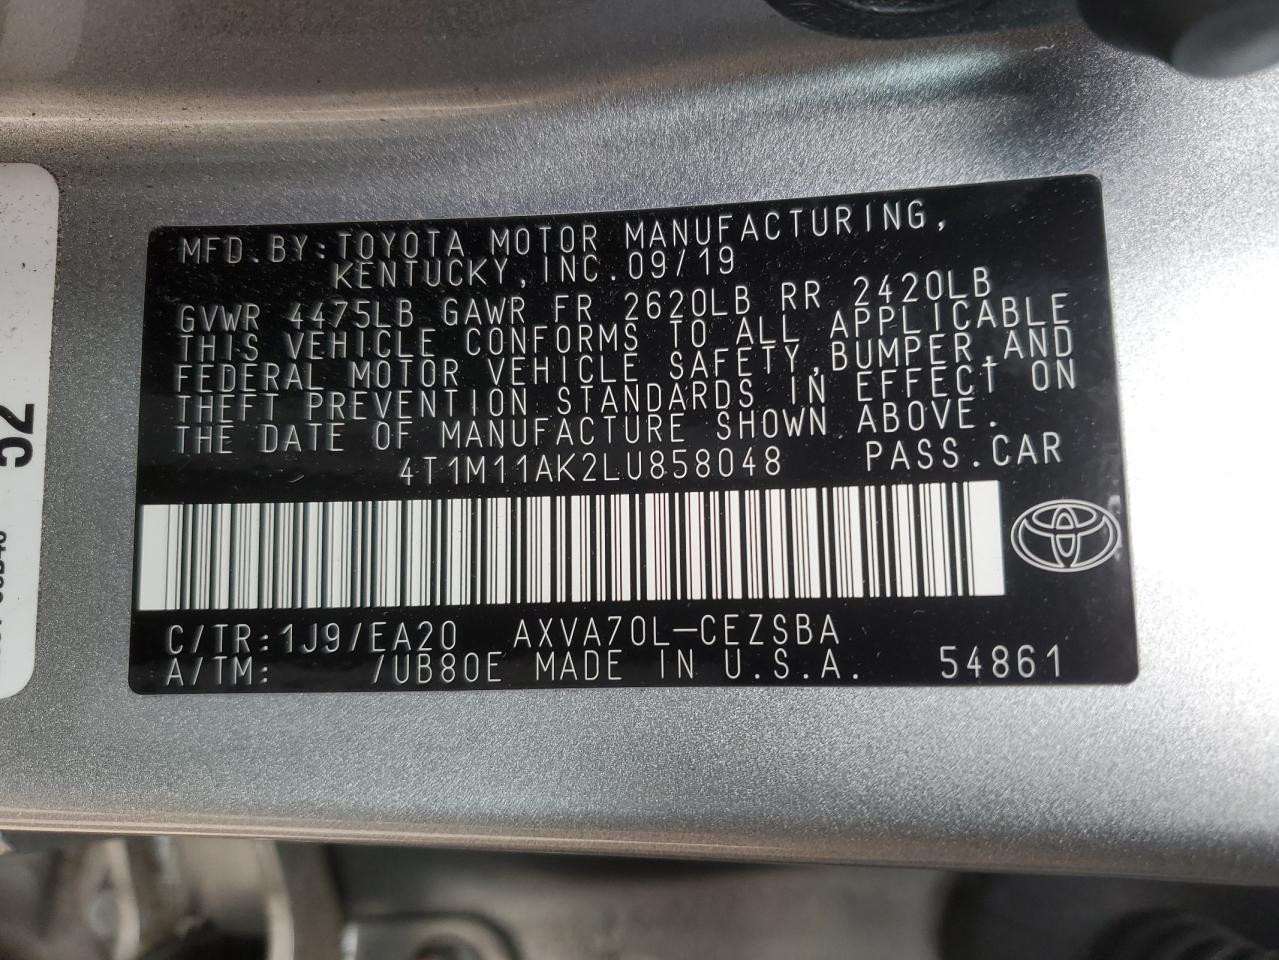 MFD.BY:TOYOTA MOTOR MANUFACTURING,
KENTUCKY,INC.09/19
GVWR 4475LB GAWR FR 2620LB RR 2420LB
THIS VEHICLE CONFORMS TO ALL APPLICABLE
FEDERAL MOTOR VEHICLE SAFETY,BUMPER,AND
THEFT PREVENTION STANDARDS IN EFFECT ON
THE DATE OF MANUFACTURE SHOWN ABOVE.
4T1M11AK2LU858048 PASS.CAR
C/TR:1J9/EA20 AXVA70L-CEZSBA
A/TM: /UB80E MADE IN U.S.A. 54861
52